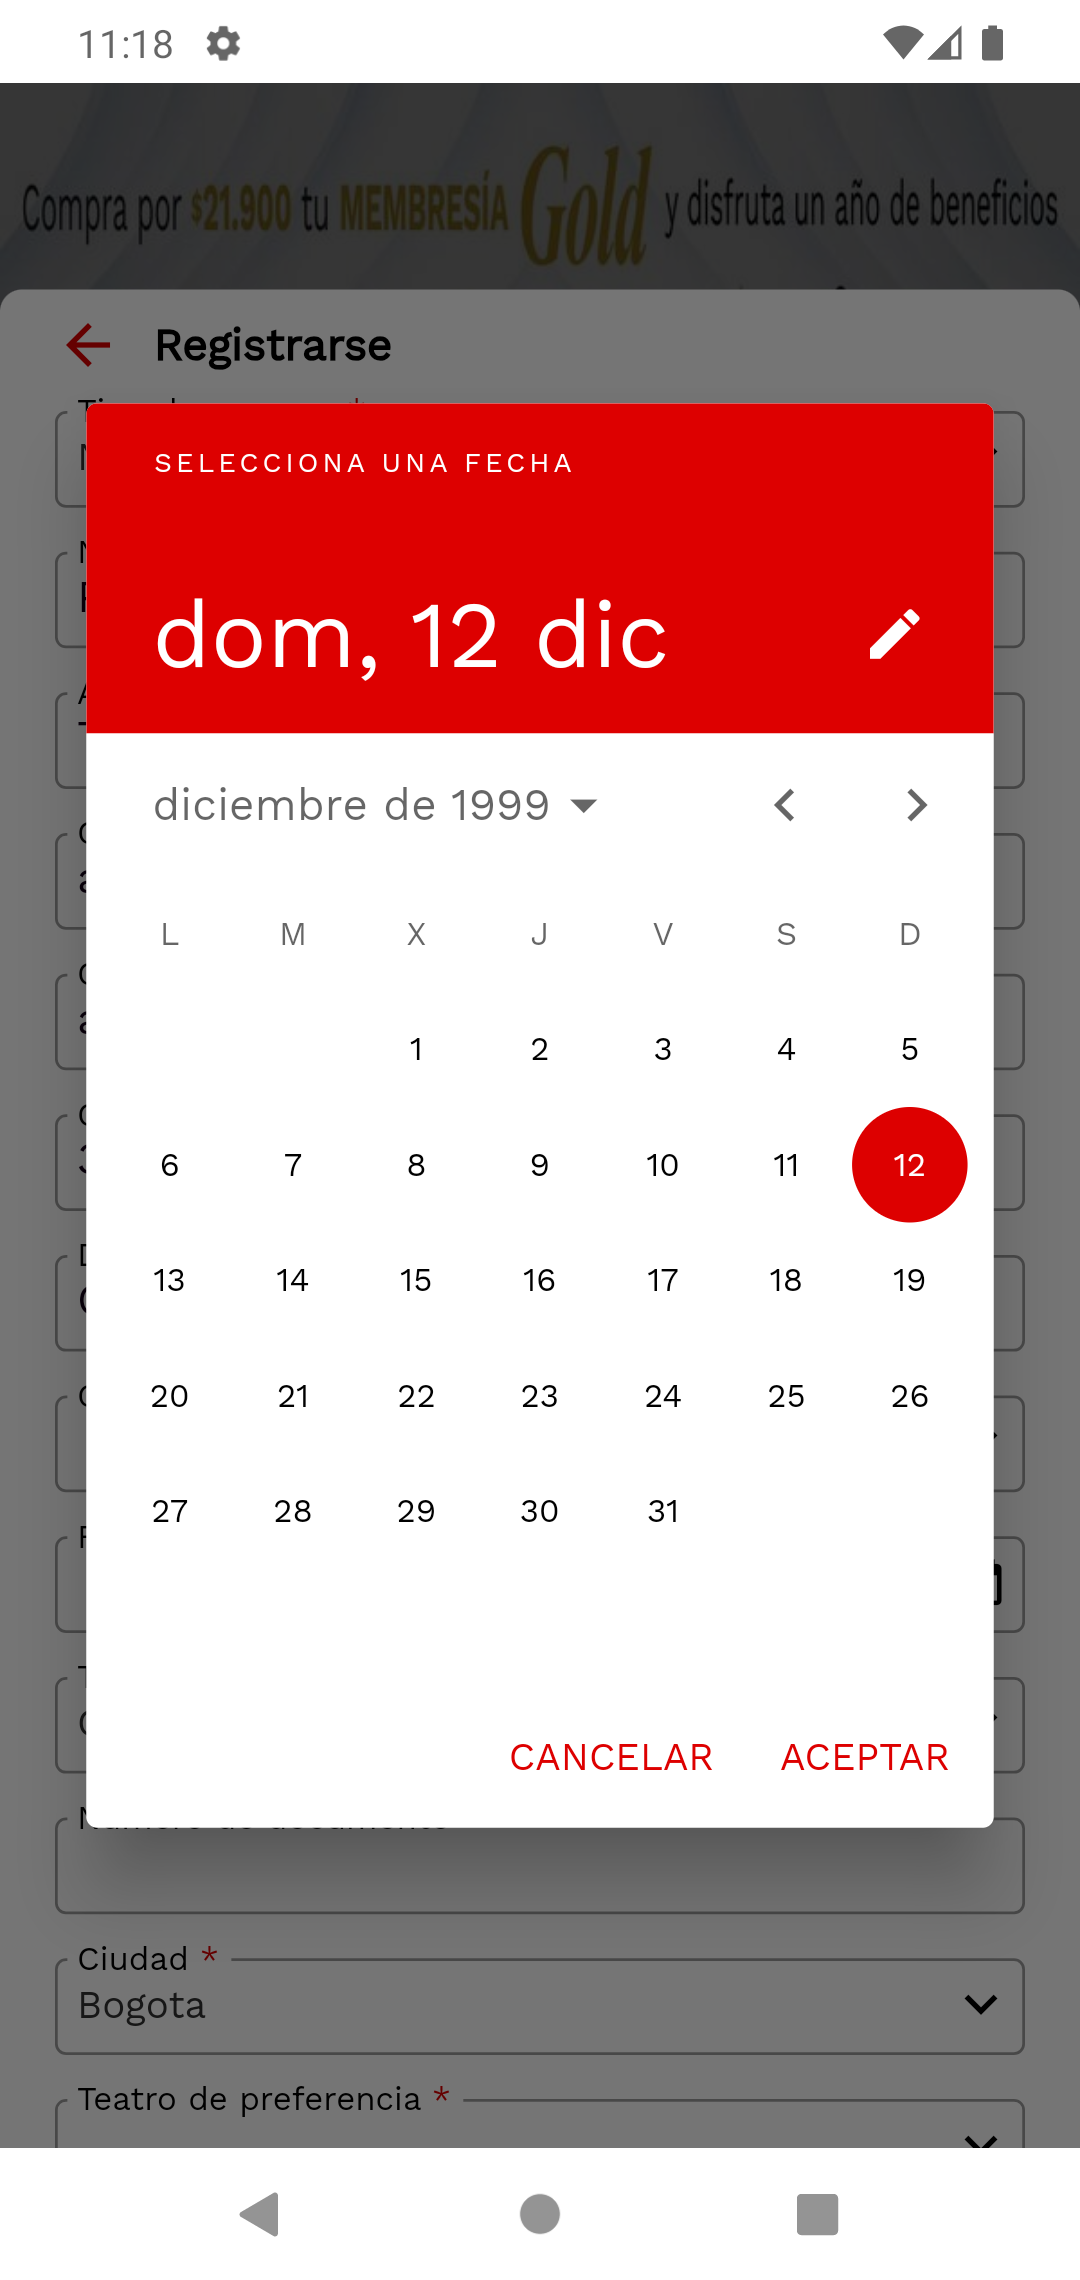 11:18
Compra por $21.900 tu MEMBRESÍA Gold y disfruta un año de beneficios
Registrarse
SELECCIONA UNA FECHA
dom, 12 dic
diciembre de 1999
L M X J V S D
1 2 3 4 5
6 7 8 9 10 11 12
13 14 15 16 17 18 19
20 21 22 23 24 25 26
27 28 29 30 31
CANCELAR ACEPTAR
Ciudad *
Bogota
Teatro de preferencia *